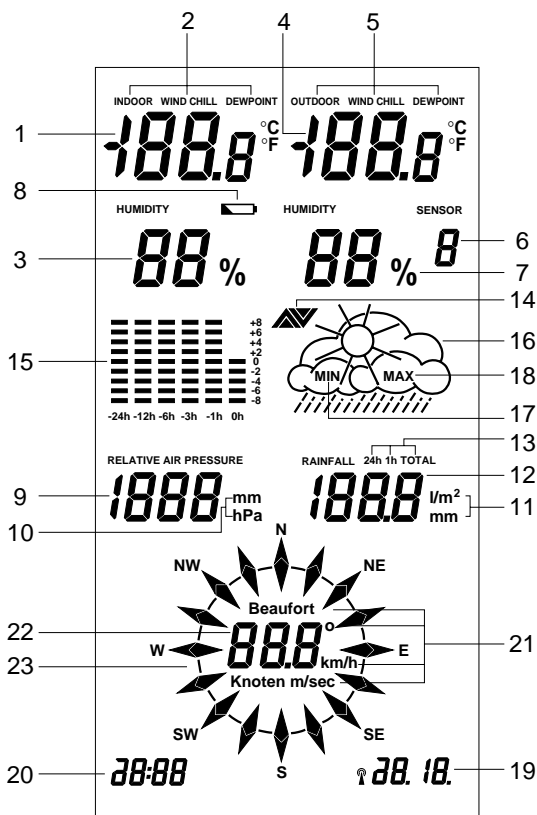 2 4 5
INDOOR WIND CHILL DEWPOINT OUTDOOR WIND CHILL DEWPOINT
1 -188.8 °C °F -188.8 °C °F
8
HUMIDITY HUMIDITY SENSOR
3 88 % 88 % 8 6
7
14
15 +8 16
+6
+4
+2
0
-2
-4
-6
-8
MIN MAX 18
17
-24h -12h -6h -3h -1h 0h
13
RELATIVE AIR PRESSURE RAINFALL 24h 1h TOTAL
12
9 1888 mm 188.8 l/m² 11
10 hPa mm
N
NW NE
Beaufort
22 88.8 ° 21
W E
23 km/h
Knoten m/sec
SW SE
S
20 28:88 28. 18. 19